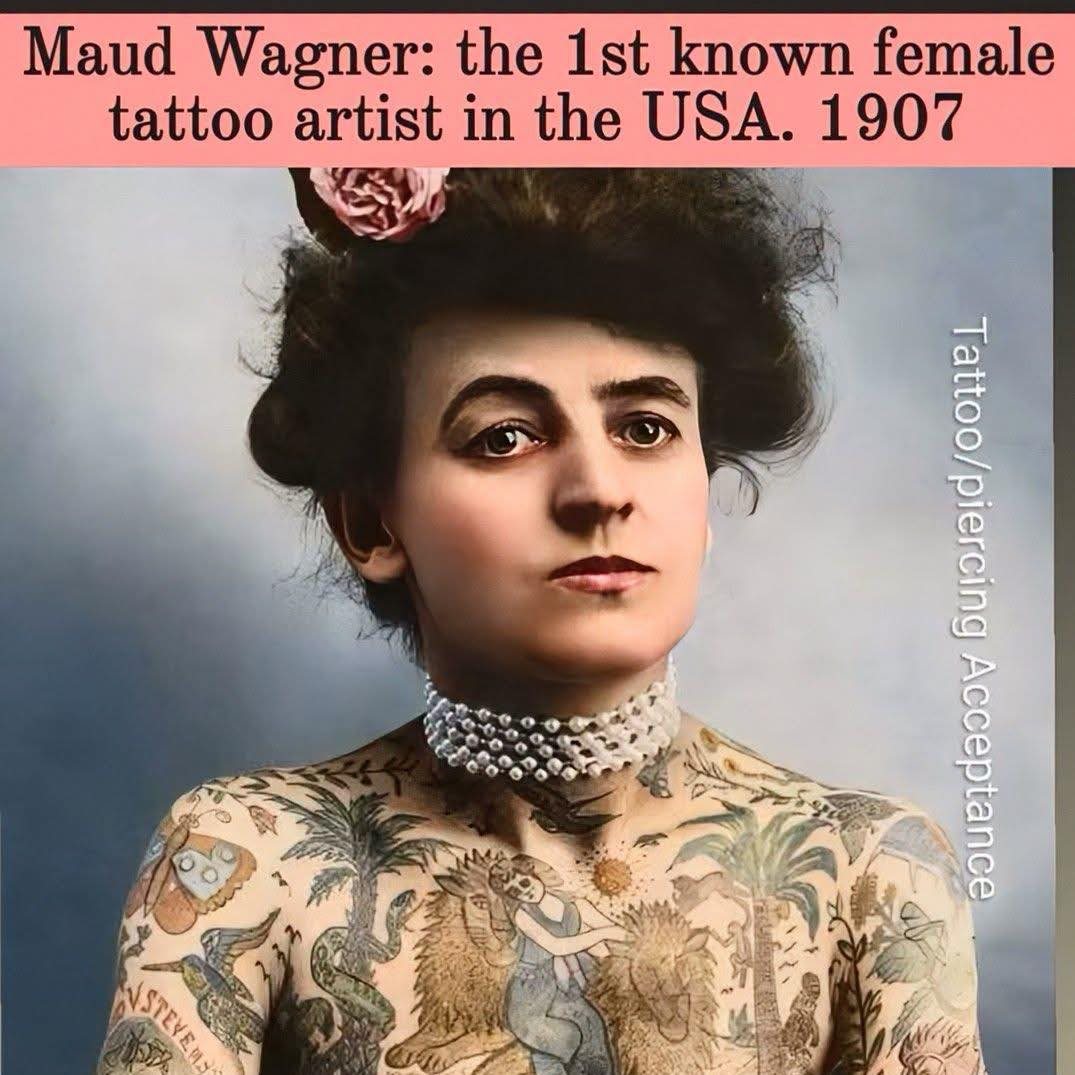 Maud Wagner: the 1st known female
tattoo artist in the USA. 1907
Tattoo/piercing Acceptance